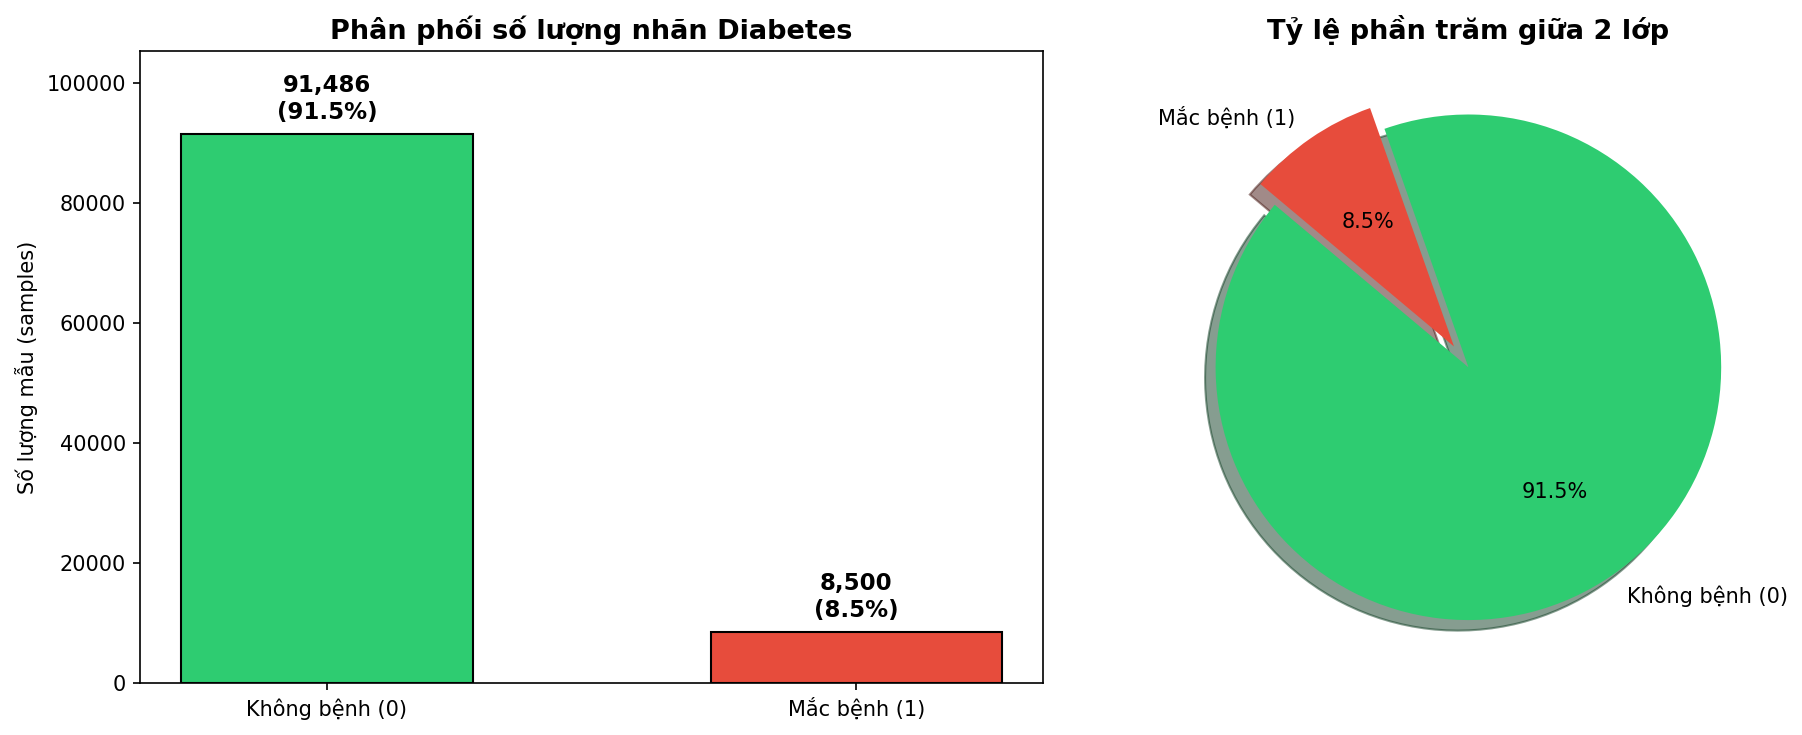 Phân phối số lượng nhãn Diabetes
Số lượng mẫu (samples)
100000
80000
60000
40000
20000
0
91,486
(91.5%)
8,500
(8.5%)
Không bệnh (0)
Mắc bệnh (1)
Tỷ lệ phần trăm giữa 2 lớp
Mắc bệnh (1)
8.5%
91.5%
Không bệnh (0)